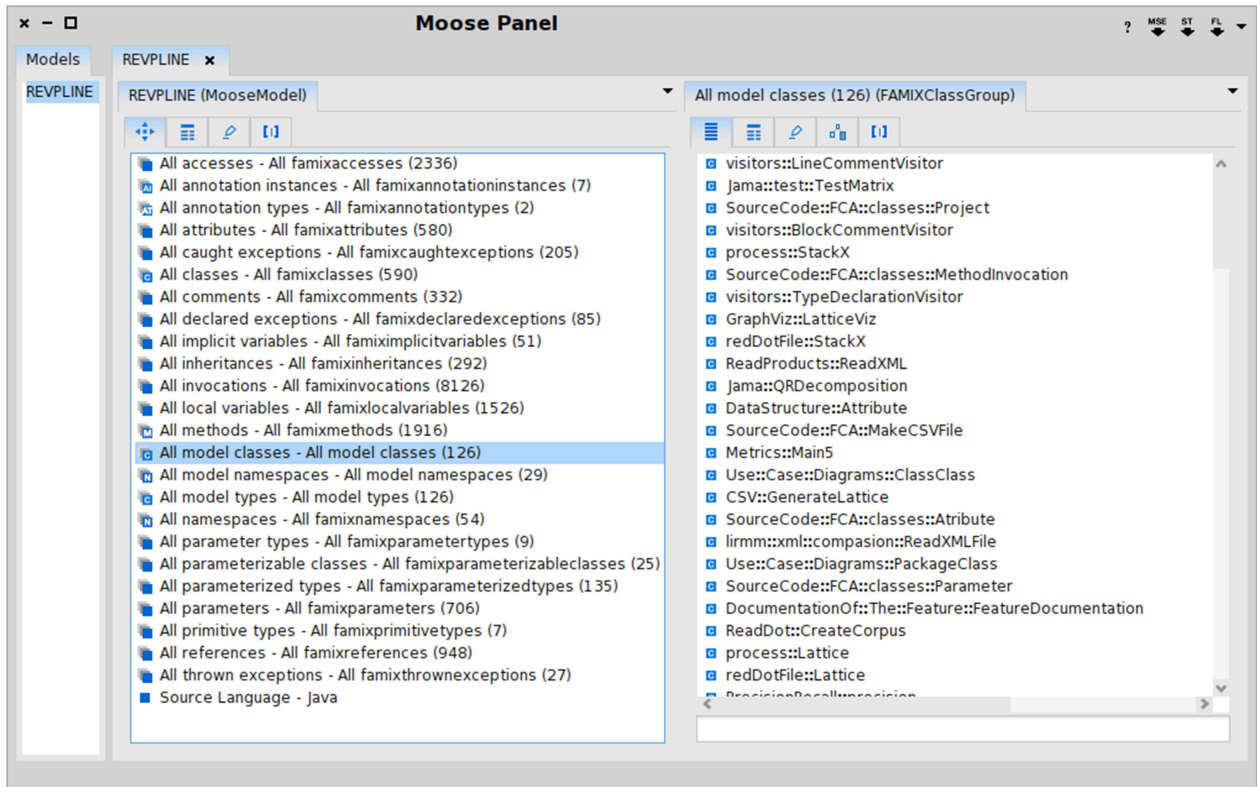 Moose Panel
? MSE ST FL
Models
REVPLINE
REVPLINE
REVPLINE (MooseModel)
All accesses - All famixaccesses (2336)
All annotation instances - All famixannotationinstances (7)
All annotation types - All famixannotationtypes (2)
All attributes - All famixattributes (580)
All caught exceptions - All famixcaughtexceptions (205)
All classes - All famixclasses (590)
All comments - All famixcomments (332)
All declared exceptions - All famixdeclaredexceptions (85)
All implicit variables - All famiximplicitvariables (51)
All inheritances - All famixinheritances (292)
All invocations - All famixinvocations (8126)
All local variables - All famixlocalvariables (1526)
All methods - All famixmethods (1916)
All model classes - All model classes (126)
All model namespaces - All model namespaces (29)
All model types - All model types (126)
All namespaces - All famixnamespaces (54)
All parameter types - All famixparametertypes (9)
All parameterizable classes - All famixparameterizableclasses (25)
All parameterized types - All famixparameterizedtypes (135)
All parameters - All famixparameters (706)
All primitive types - All famixprimitivetypes (7)
All references - All famixreferences (948)
All thrown exceptions - All famixthrownexceptions (27)
Source Language - Java
All model classes (126) (FAMIXClassGroup)
visitors::LineCommentVisitor
Jama::test::TestMatrix
SourceCode::FCA::classes::Project
visitors::BlockCommentVisitor
process::StackX
SourceCode::FCA::classes::MethodInvocation
visitors::TypeDeclarationVisitor
GraphViz::LatticeViz
redDotFile::StackX
ReadProducts::ReadXML
Jama::QRDecomposition
DataStructure::Attribute
SourceCode::FCA::MakeCSVFile
Metrics::Main5
Use::Case::Diagrams::ClassClass
CSV::GenerateLattice
SourceCode::FCA::classes::Atribute
lirmm::xml::compasion::ReadXMLFile
Use::Case::Diagrams::PackageClass
SourceCode::FCA::classes::Parameter
DocumentationOf::The::Feature::FeatureDocumentation
ReadDot::CreateCorpus
process::Lattice
redDotFile::Lattice
PrecisionRecall::precision